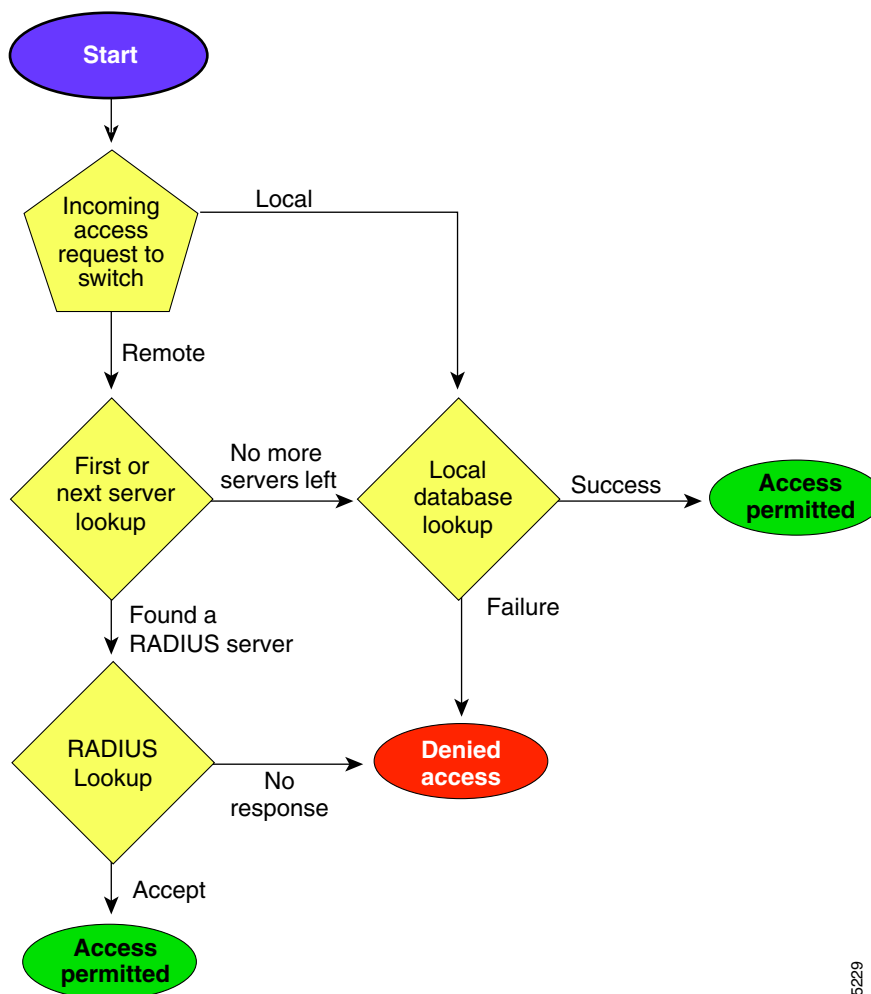 Start
Incoming
access
request to
switch
Local
Remote
First or
next server
lookup
No more
servers left
Local
database
lookup
Success
Access
permitted
Found a
RADIUS server
Failure
RADIUS
Lookup
No
response
Denied
access
Accept
Access
permitted
5229